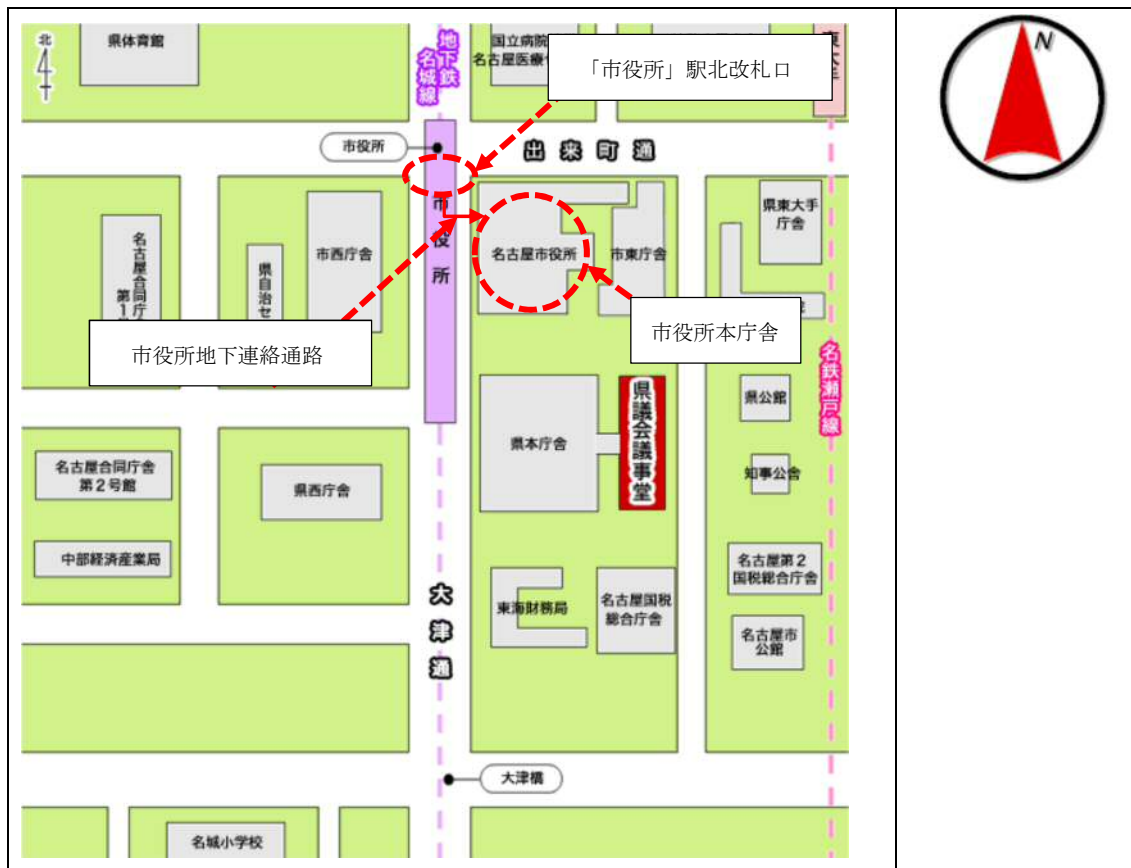 北
県体育館
地下鉄
名城線
国立病院
名古屋医療
「市役所」駅北改札口
市役所
出来町通
市役所
名古屋合同庁
第1
県自治セ
市西庁舎
名古屋市役所
市東庁舎
県東大手
庁舎
市役所地下連絡通路
市役所本庁舎
名鉄瀬戸線
県本庁舎
県議会議事堂
県公館
知事公舎
名古屋合同庁舎
第2号館
県西庁舎
中部経済産業局
大津通
東海財務局
名古屋国税
総合庁舎
名古屋第2
国税総合庁舎
名古屋市
公館
大津橋
名城小学校
N